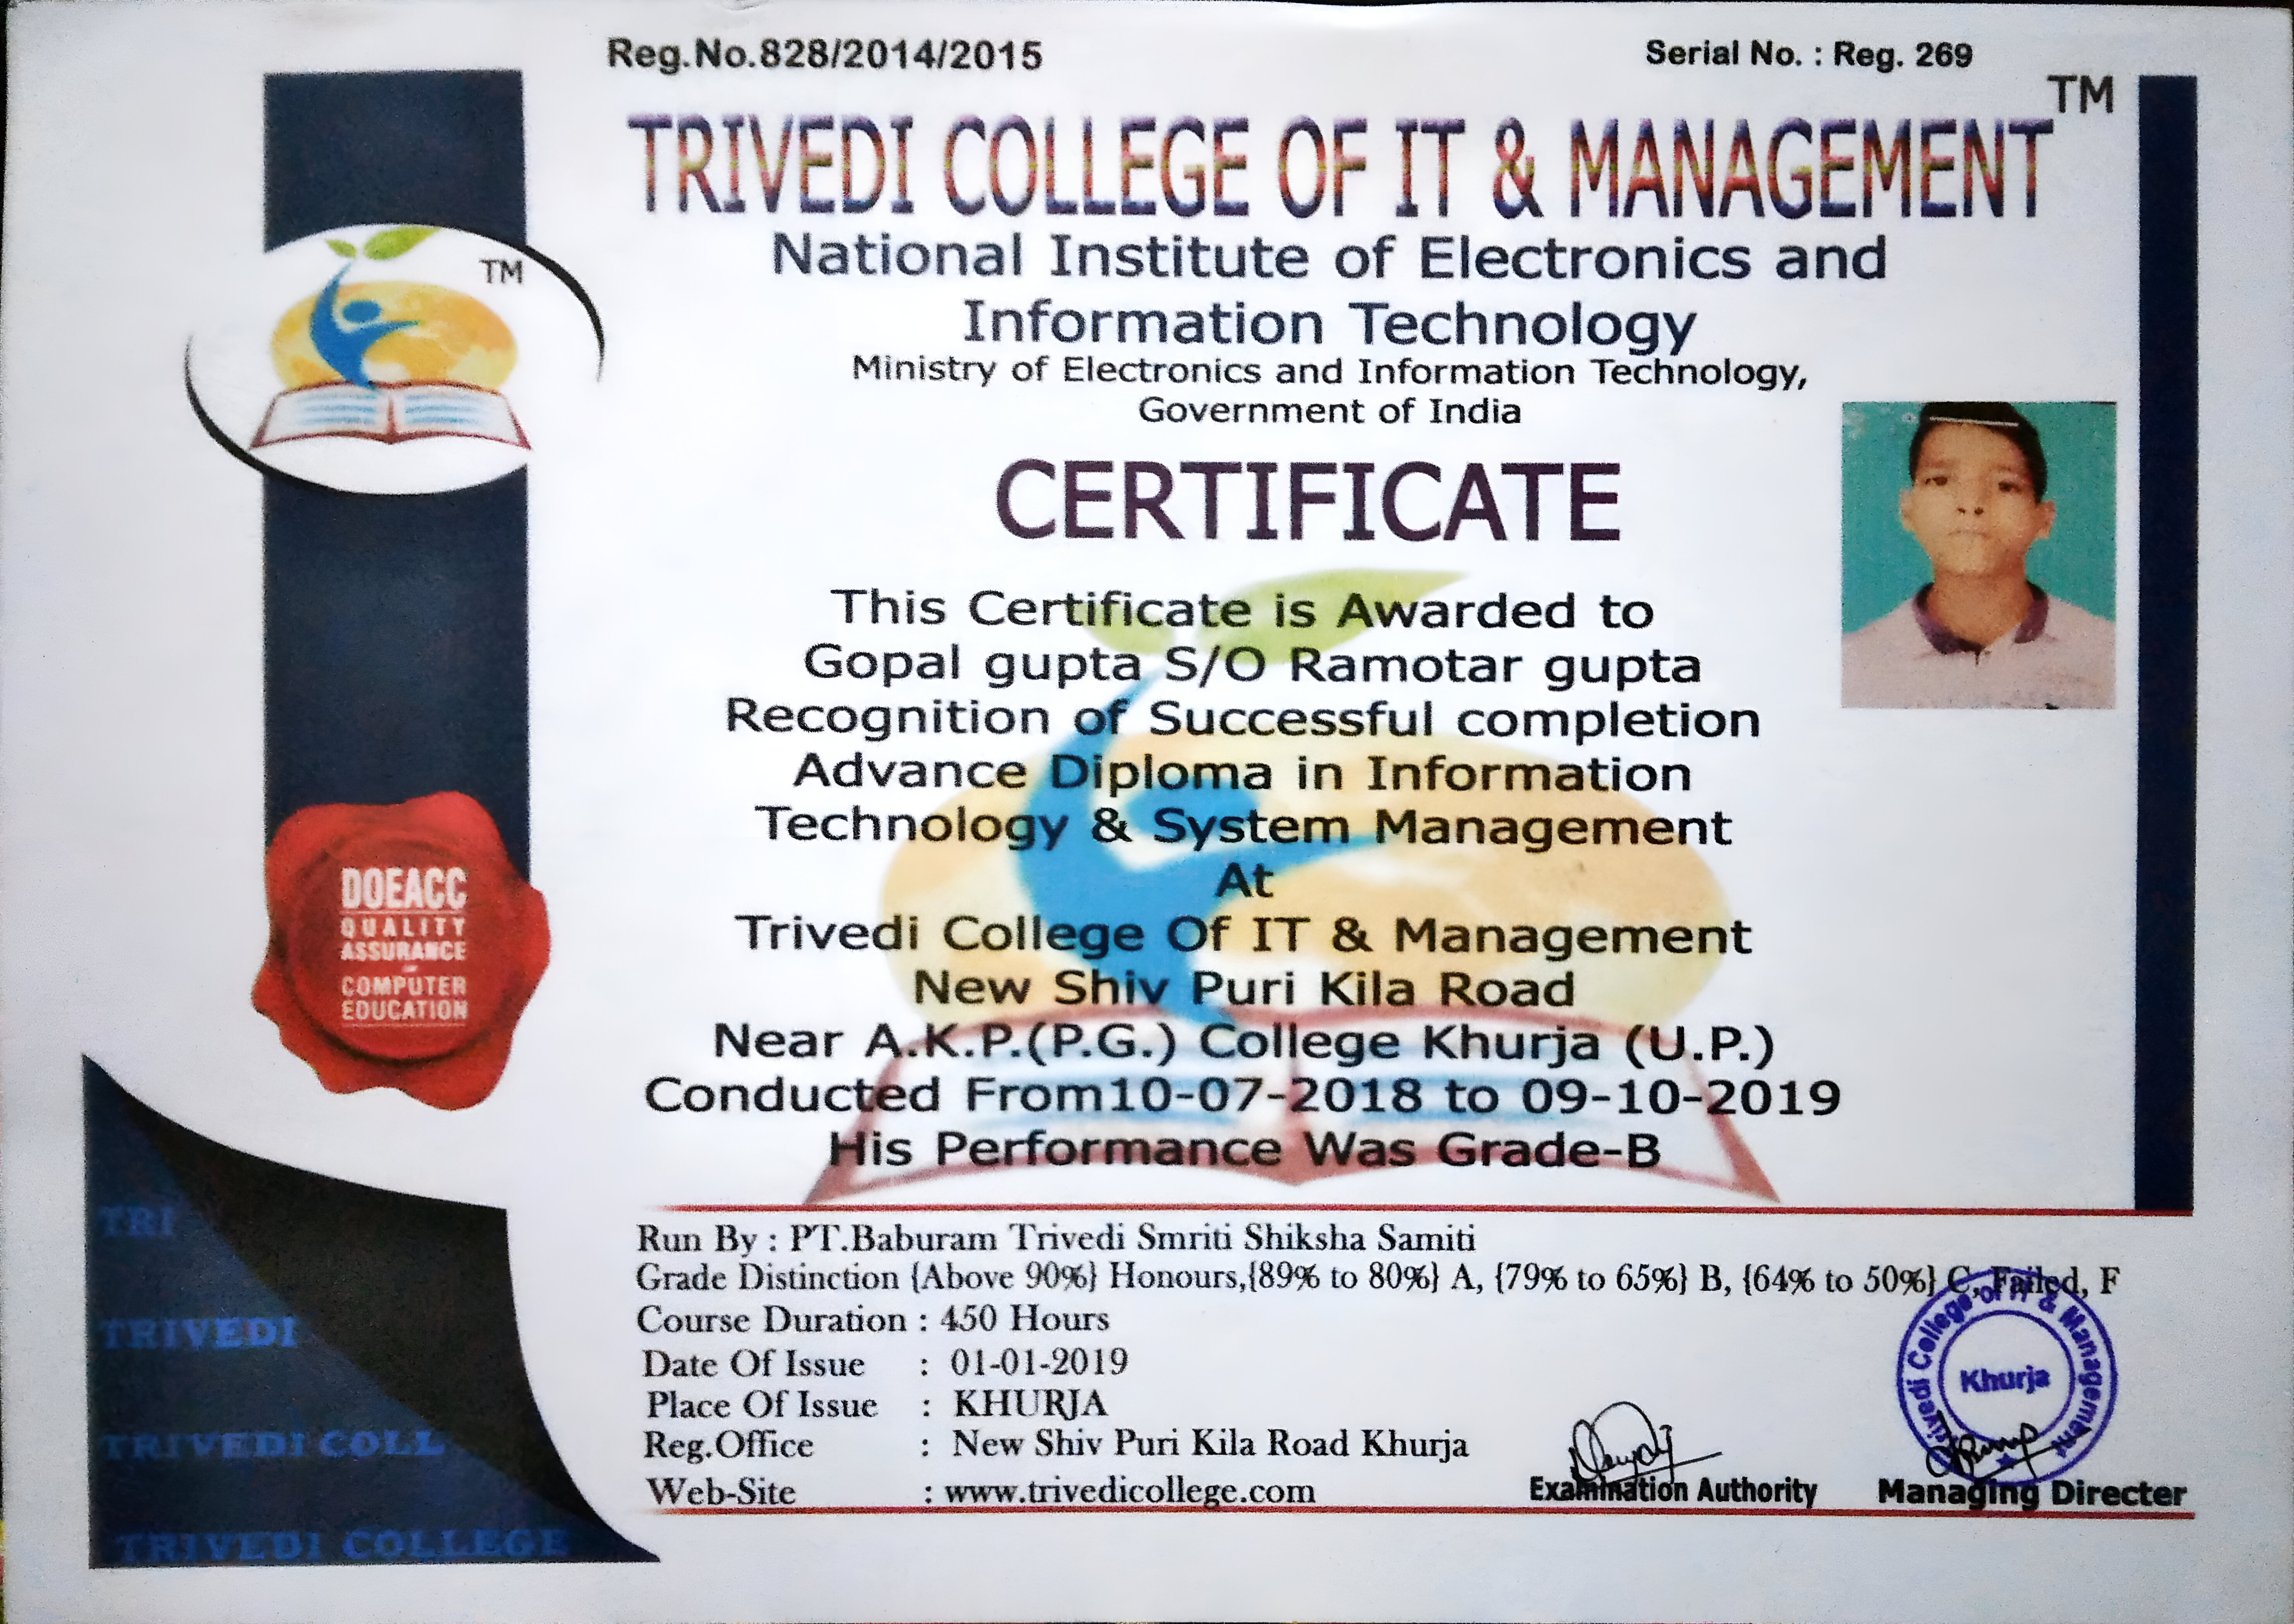 Reg.No.828/2014/2015
Serial No. : Reg. 269
TRIVEDI COLLEGE OF IT & MANAGEMENT TM
National Institute of Electronics and
Information Technology
Ministry of Electronics and Information Technology,
Government of India
TM
CERTIFICATE
This Certificate is Awarded to
Gopal gupta S/O Ramotar gupta
Recognition of Successful completion
Advance Diploma in Information
Technology & System Management
At
Trivedi College Of IT & Management
New Shiv Puri Kila Road
Near A.K.P.(P.G.) College Khurja (U.P.)
Conducted From10-07-2018 to 09-10-2019
His Performance Was Grade-B
DOEACC
QUALITY
ASSURANCE
COMPUTER
EDUCATION
TRI
TRIVEDI
TRIVEDI COLL
TRIVEDI COLLEGE
Run By : PT.Baburam Trivedi Smriti Shiksha Samiti
Grade Distinction {Above 90%} Honours,{89% to 80%} A, {79% to 65%} B, {64% to 50%} C, Failed, F
Course Duration : 450 Hours
Date Of Issue : 01-01-2019
Place Of Issue : KHURJA
Reg.Office : New Shiv Puri Kila Road Khurja
Web-Site : www.trivedicollege.com
Trivedi College of IT & Management
Khurja
Examination Authority
Managing Directer